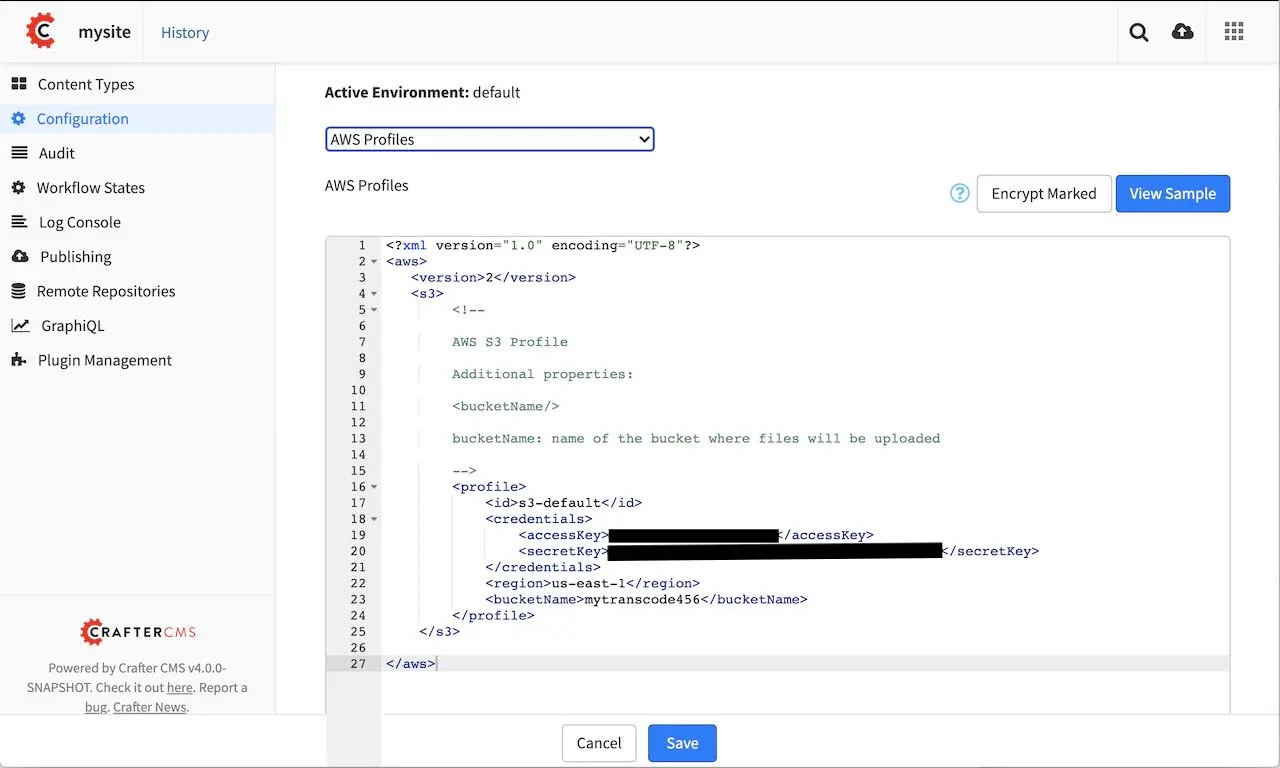 mysite
History
Content Types
Configuration
Audit
Workflow States
Log Console
Publishing
Remote Repositories
GraphiQL
Plugin Management
CRAFTERCMS
Powered by Crafter CMS v4.0.0-
SNAPSHOT. Check it out here. Report a
bug. Crafter News.
Active Environment: default
AWS Profiles
AWS Profiles
?
Encrypt Marked
View Sample
1 <?xml version="1.0" encoding="UTF-8"?>
2 <aws>
3 <version>2</version>
4 <s3>
5 <!--
6
7 AWS S3 Profile
8
9 Additional properties:
10
11 <bucketName/>
12
13 bucketName: name of the bucket where files will be uploaded
14
15 -->
16 <profile>
17 <id>s3-default</id>
18 <credentials>
19 <accessKey></accessKey>
20 <secretKey></secretKey>
21 </credentials>
22 <region>us-east-1</region>
23 <bucketName>mytranscode456</bucketName>
24 </profile>
25 </s3>
26
27 </aws>
Cancel
Save